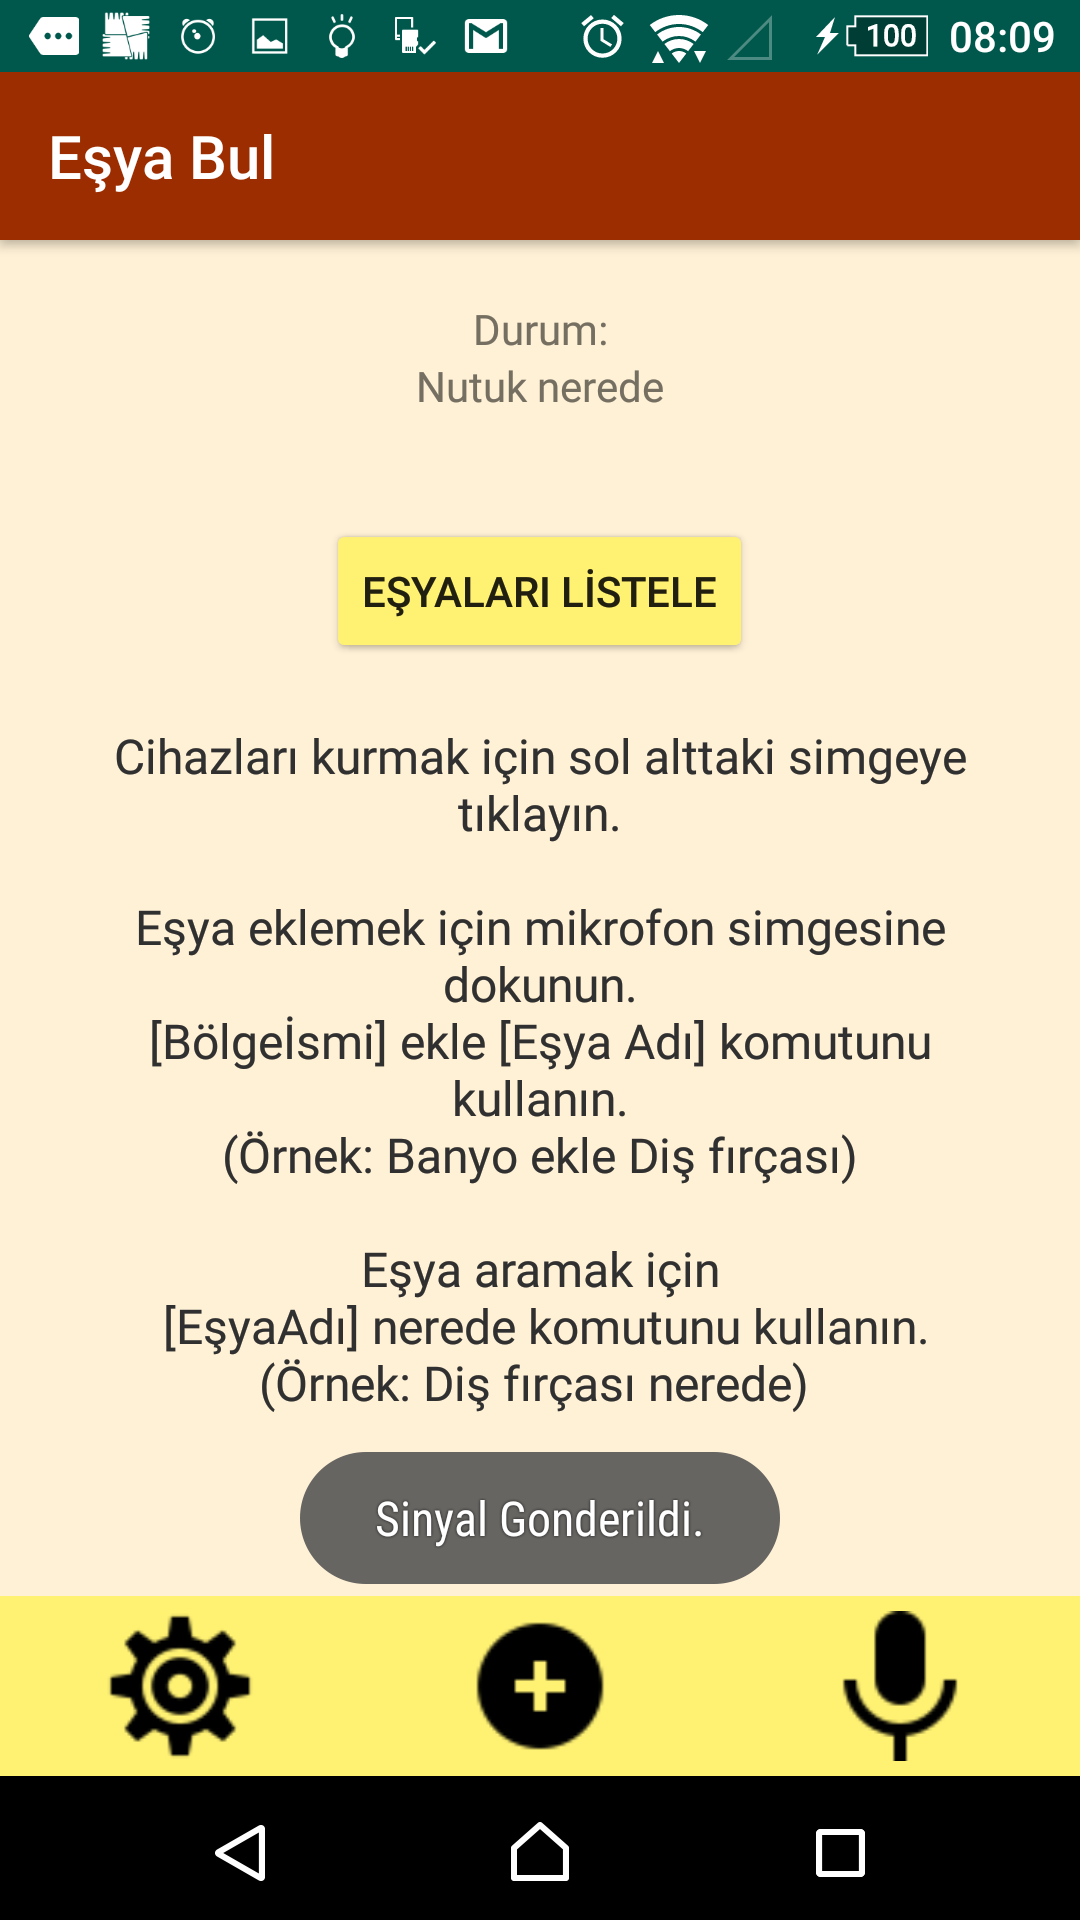 100 08:09
Eşya Bul
Durum:
Nutuk nerede
EŞYALARI LİSTELE
Cihazları kurmak için sol alttaki simgeye
tıklayın.
Eşya eklemek için mikrofon simgesine
dokunun.
[Bölgeİsmi] ekle [Eşya Adı] komutunu
kullanın.
(Örnek: Banyo ekle Diş fırçası)
Eşya aramak için
[EşyaAdı] nerede komutunu kullanın.
(Örnek: Diş fırçası nerede)
Sinyal Gonderildi.